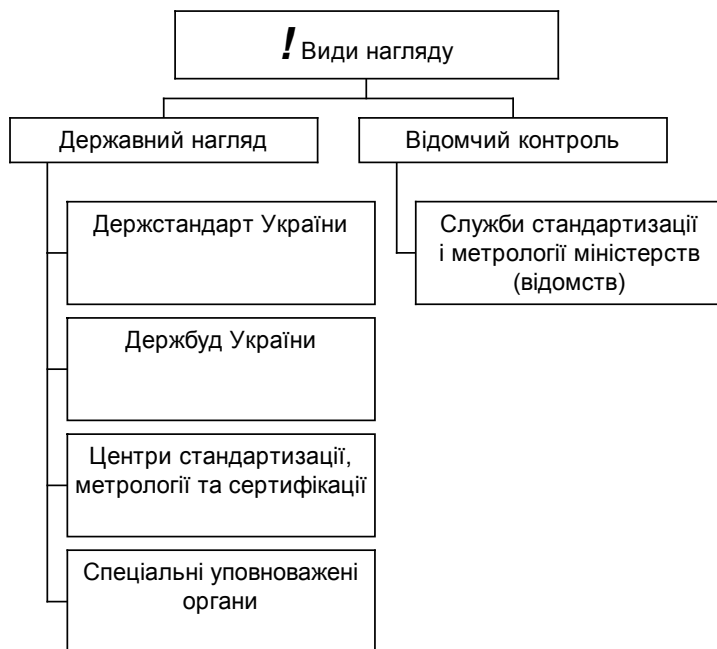 ! Види нагляду
Державний нагляд
Відомчий контроль
Держстандарт України
Держбуд України
Центри стандартизації,
метрології та сертифікації
Спеціальні уповноважені
органи
Служби стандартизації
і метрології міністерств
(відомств)